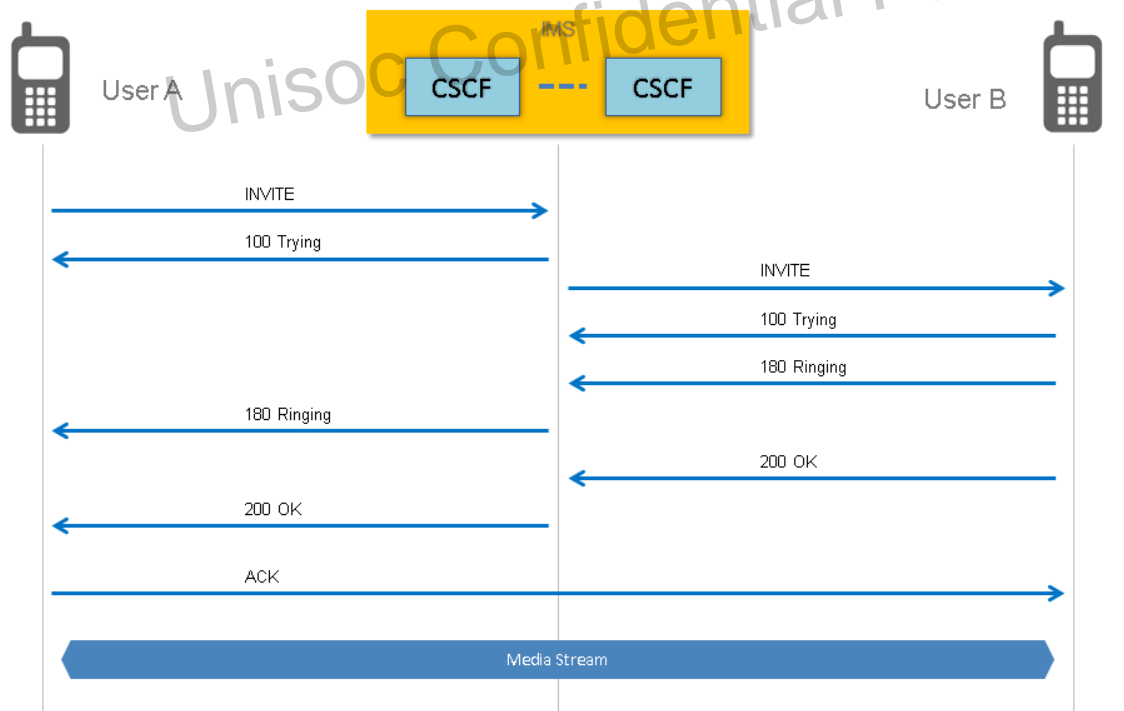 IMS
Unisoc Confidential
User A
CSCF
CSCF
User B
INVITE
100 Trying
INVITE
100 Trying
180 Ringing
180 Ringing
200 OK
200 OK
ACK
Media Stream